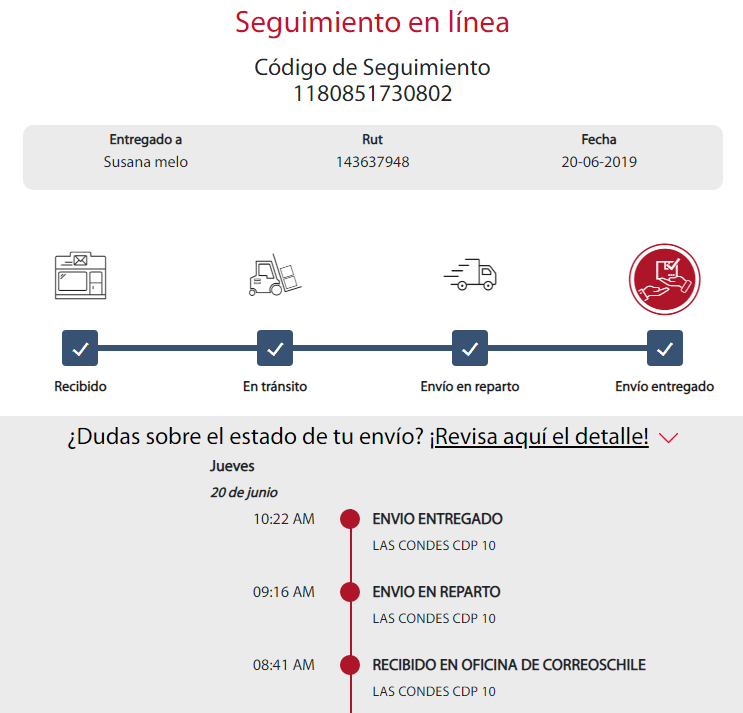 Seguimiento en línea
Código de Seguimiento
1180851730802
Entregado a Rut Fecha
Susana melo 143637948 20-06-2019
Recibido En tránsito Envío en reparto Envío entregado
¿Dudas sobre el estado de tu envío? ¡Revisa aquí el detalle!
Jueves
20 de junio
10:22 AM ENVIO ENTREGADO
LAS CONDES CDP 10
09:16 AM ENVIO EN REPARTO
LAS CONDES CDP 10
08:41 AM RECIBIDO EN OFICINA DE CORREOSCHILE
LAS CONDES CDP 10